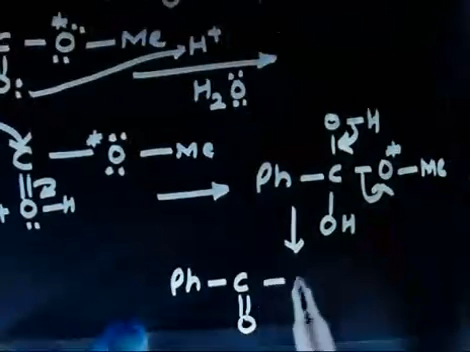 C — *Ö — Me
O: H⁺
H₂Ö
C — *Ö — Me
+ O — H
O — H
Ph — C — O* — Me
OH
Ph — C —
O